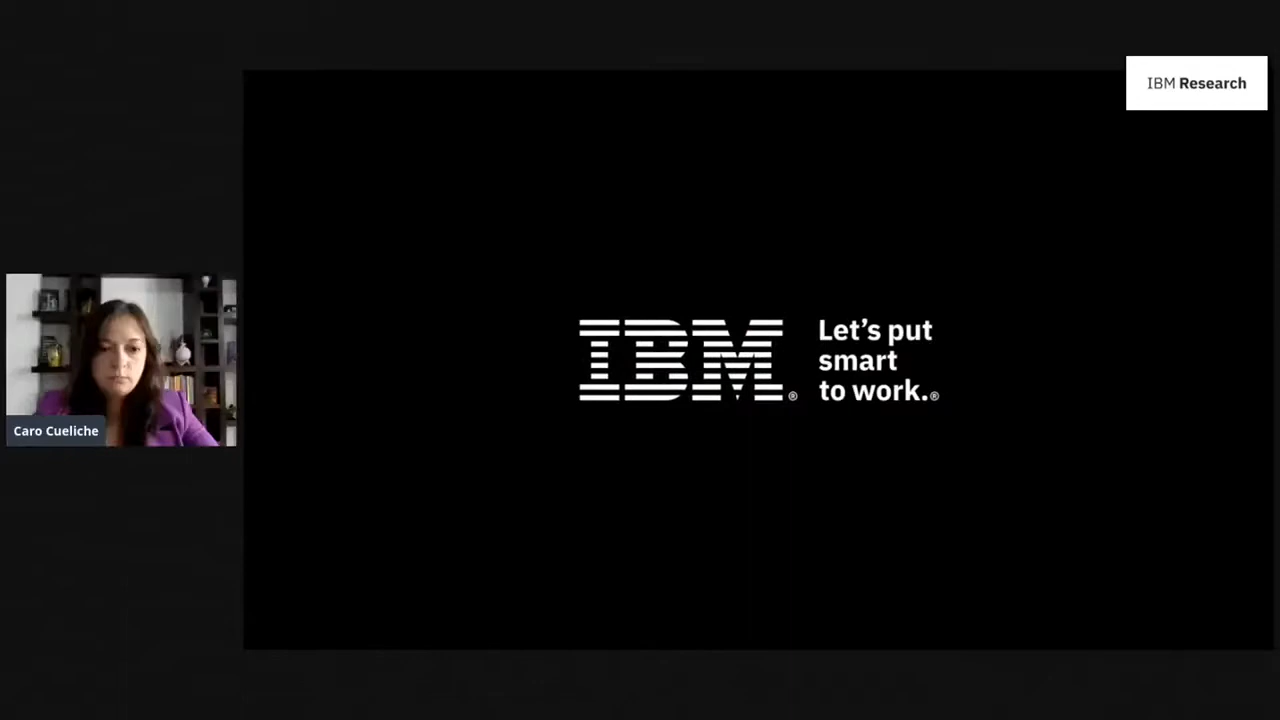 IBM Research
IBM® Let's put
smart
to work.®
Caro Cueliche